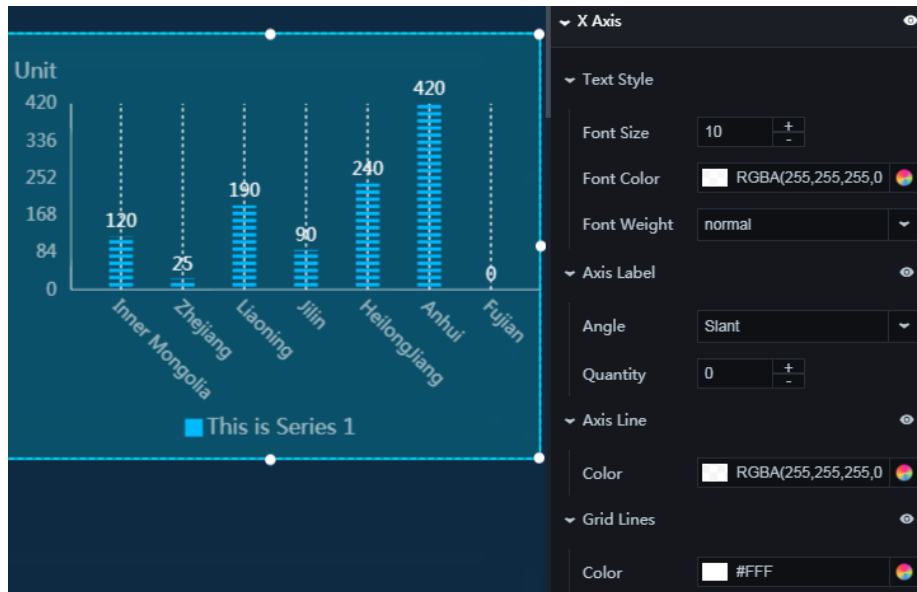 Unit
420
336
252
168
84
0
120
25
190
90
240
420
0
Inner Mongolia
Zhejiang
Liaoning
Jilin
HeilongJiang
Anhui
Fujian
This is Series 1
X Axis
Text Style
Font Size 10 + -
Font Color RGBA(255,255,255,0
Font Weight normal
Axis Label
Angle Slant
Quantity 0 + -
Axis Line
Color RGBA(255,255,255,0
Grid Lines
Color #FFF